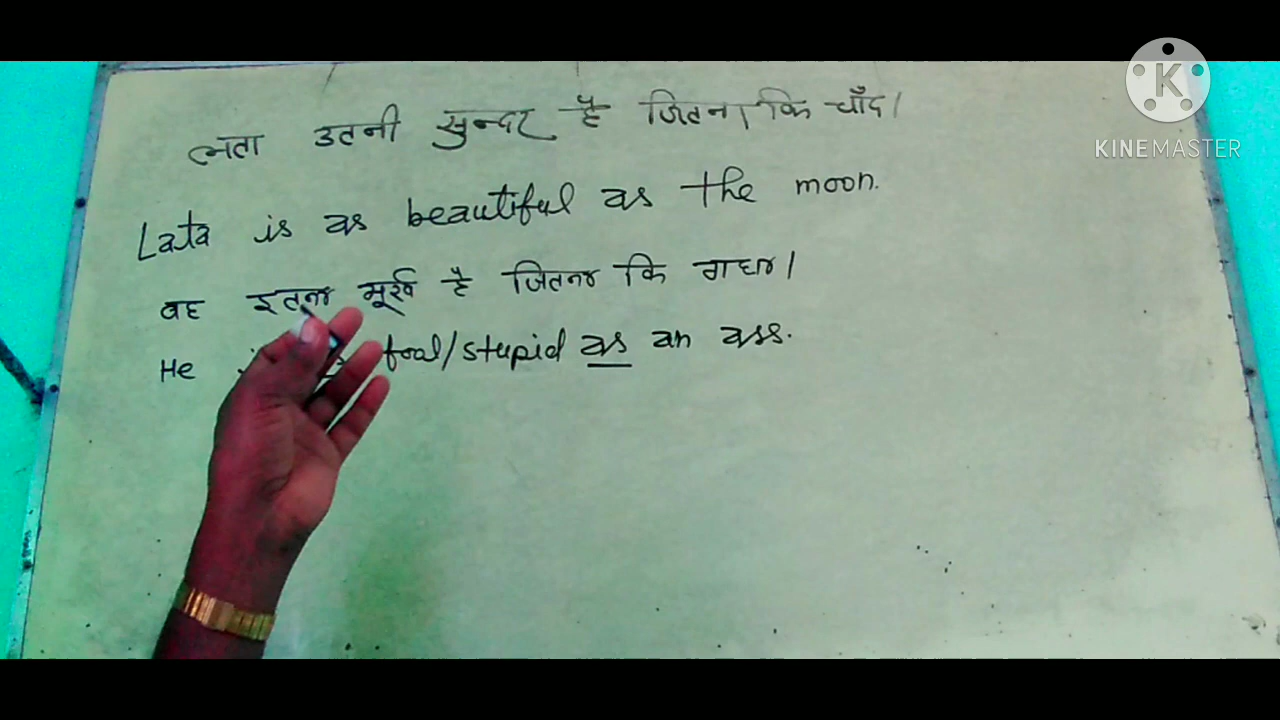 लता उतनी सुन्दर है जितना कि चाँद।
Lata is as beautiful as the moon.
वह इतना मूर्ख है जितना कि गधा।
He fool/stupid as an ass.
K
KINEMASTER